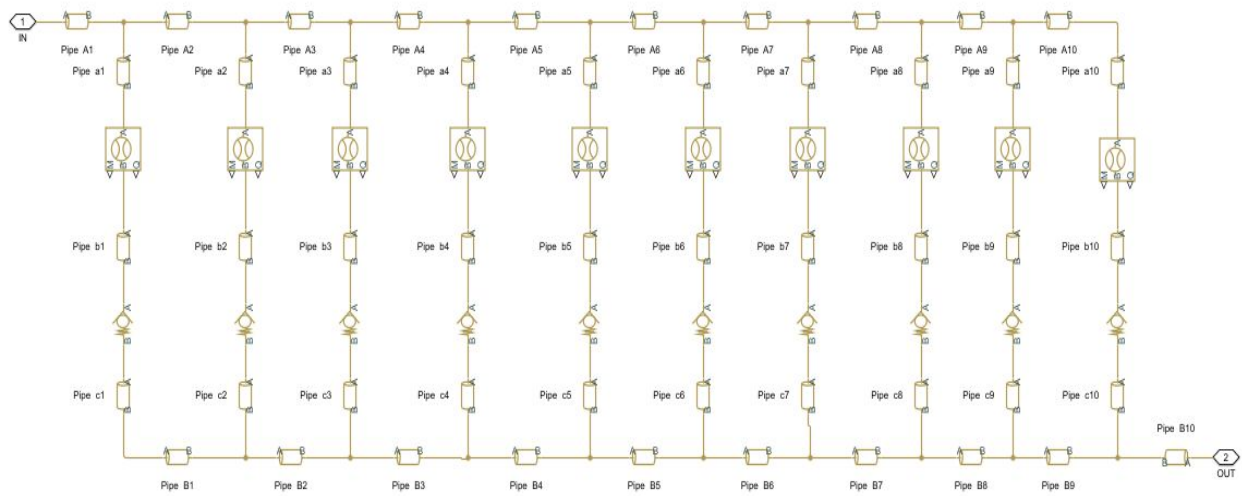 1
IN
A B A B A B A B A B A B A B A B A B A B
Pipe A1 Pipe A2 Pipe A3 Pipe A4 Pipe A5 Pipe A6 Pipe A7 Pipe A8 Pipe A9 Pipe A10
A A A A A A A A A A
Pipe a1 Pipe a2 Pipe a3 Pipe a4 Pipe a5 Pipe a6 Pipe a7 Pipe a8 Pipe a9 Pipe a10
B B B B B B B B B B
A A A A A A A A A A
M B Q M B Q M B Q M B Q M B Q M B Q M B Q M B Q M B Q M B Q
A A A A A A A A A A
Pipe b1 Pipe b2 Pipe b3 Pipe b4 Pipe b5 Pipe b6 Pipe b7 Pipe b8 Pipe b9 Pipe b10
B B B B B B B B B B
A A A A A A A A A A
B B B B B B B B B B
A A A A A A A A A A
Pipe c1 Pipe c2 Pipe c3 Pipe c4 Pipe c5 Pipe c6 Pipe c7 Pipe c8 Pipe c9 Pipe c10
B B B B B B B B B B
Pipe B10
A B A B A B A B A B A B A B A B A B B A
2
OUT
Pipe B1 Pipe B2 Pipe B3 Pipe B4 Pipe B5 Pipe B6 Pipe B7 Pipe B8 Pipe B9